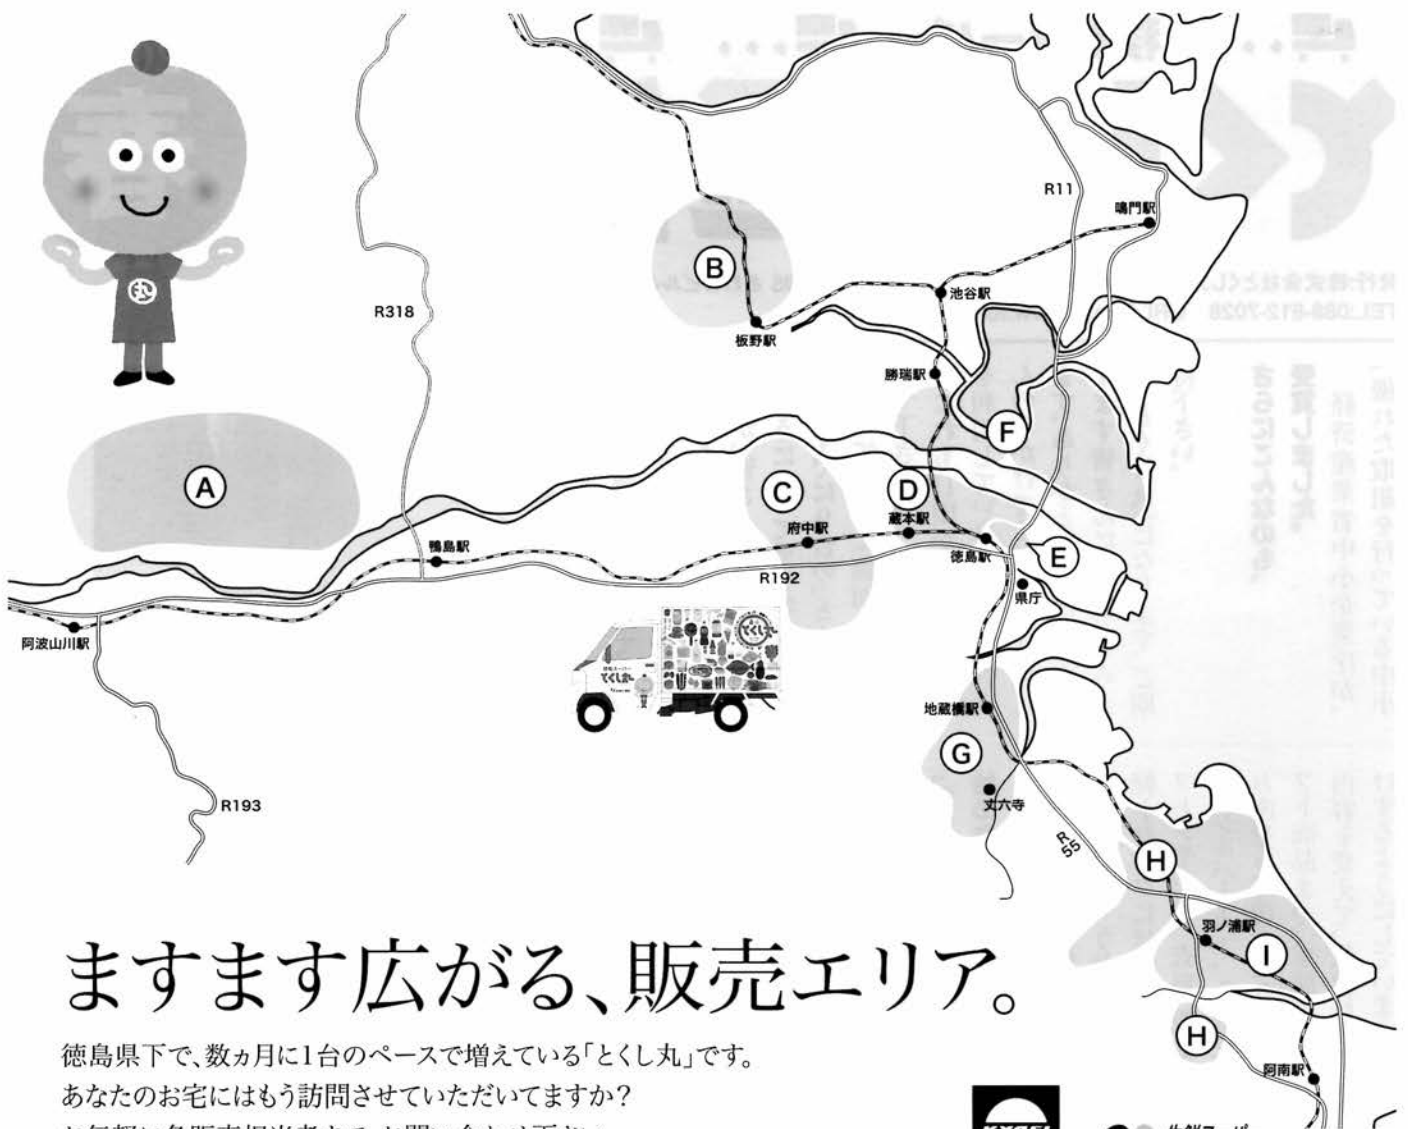 R11
鳴門駅
B
R318
池谷駅
板野駅
勝瑞駅
F
A
C
D
府中駅
蔵本駅
鴨島駅
徳島駅
E
R192
県庁
阿波山川駅
とくし丸
地蔵橋駅
G
丈六寺
R193
R55
H
羽ノ浦駅
I
H
阿南駅
ますます広がる、販売エリア。
徳島県下で、数ヵ月に1台のペースで増えている「とくし丸」です。
あなたのお宅にはもう訪問させていただいてますか?